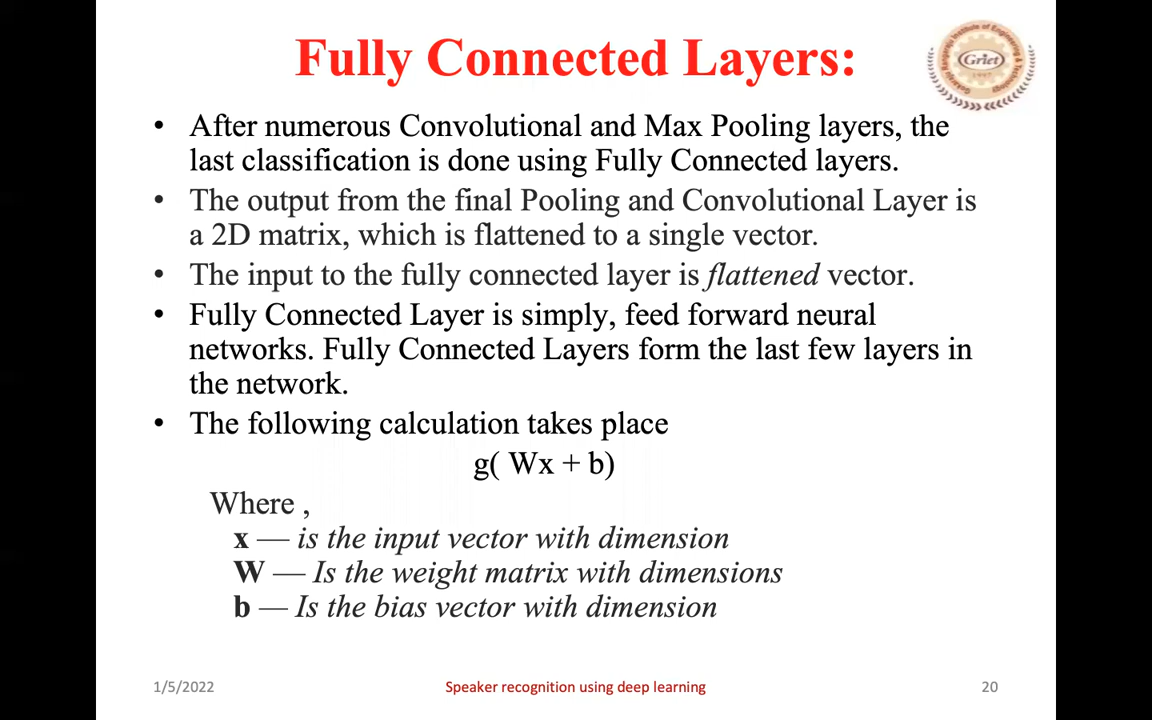 Fully Connected Layers:
Griet
• After numerous Convolutional and Max Pooling layers, the
last classification is done using Fully Connected layers.
• The output from the final Pooling and Convolutional Layer is
a 2D matrix, which is flattened to a single vector.
• The input to the fully connected layer is flattened vector.
• Fully Connected Layer is simply, feed forward neural
networks. Fully Connected Layers form the last few layers in
the network.
• The following calculation takes place
g( Wx + b)
Where ,
x — is the input vector with dimension
W — Is the weight matrix with dimensions
b — Is the bias vector with dimension
1/5/2022
Speaker recognition using deep learning
20